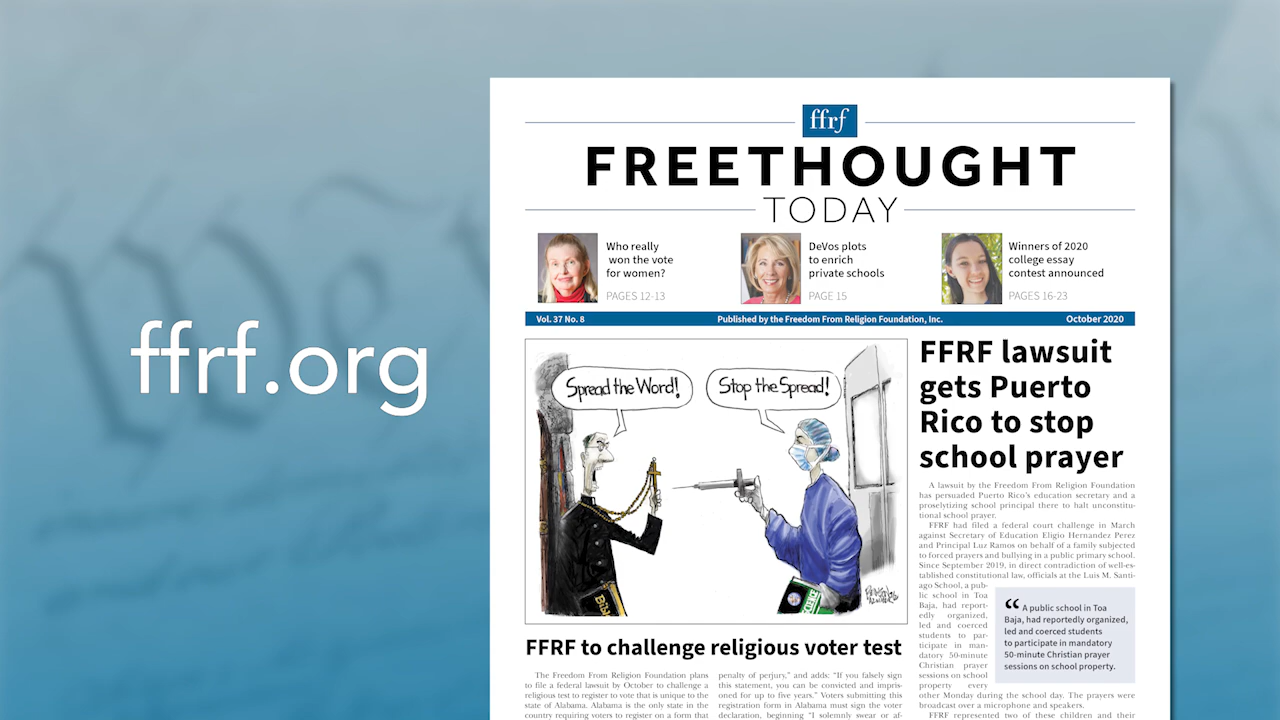 ffrf.org
ffrf
FREETHOUGHT
TODAY
Who really
won the vote
for women?
PAGES 12-13
DeVos plots
to enrich
private schools
PAGE 15
Winners of 2020
college essay
contest announced
PAGES 16-23
Vol. 37 No. 8 Published by the Freedom From Religion Foundation, Inc. October 2020
Spread the Word!
Stop the Spread!
FFRF to challenge religious voter test
The Freedom From Religion Foundation plans
to file a federal lawsuit by October to challenge a
religious test to register to vote that is unique to the
state of Alabama. Alabama is the only state in the
country requiring voters to register on a form that
penalty of perjury," and adds: "If you falsely sign
this statement, you can be convicted and impris-
oned for up to five years." Voters submitting this
registration form in Alabama must sign the voter
declaration, beginning "I solemnly swear or af-
FFRF lawsuit
gets Puerto
Rico to stop
school prayer
A lawsuit by the Freedom From Religion Foundation
has persuaded Puerto Rico's education secretary and a
proselytizing school principal there to halt unconstitu-
tional school prayer.
FFRF had filed a federal court challenge in March
against Secretary of Education Eligio Hernandez Perez
and Principal Luz Ramos on behalf of a family subjected
to forced prayers and bullying in a public primary school.
Since September 2019, in direct contradiction of well-es-
tablished constitutional law, officials at the Luis M. Santi-
ago School, a pub-
lic school in Toa
Baja, had report-
edly organized,
led and coerced
students to par-
ticipate in man-
datory 50-minute
Christian prayer
sessions on school
property every
other Monday during the school day. The prayers were
broadcast over a microphone and speakers.
FFRF represented two of these children and their
“ A public school in Toa
Baja, had reportedly organized,
led and coerced students
to participate in mandatory
50-minute Christian prayer
sessions on school property.